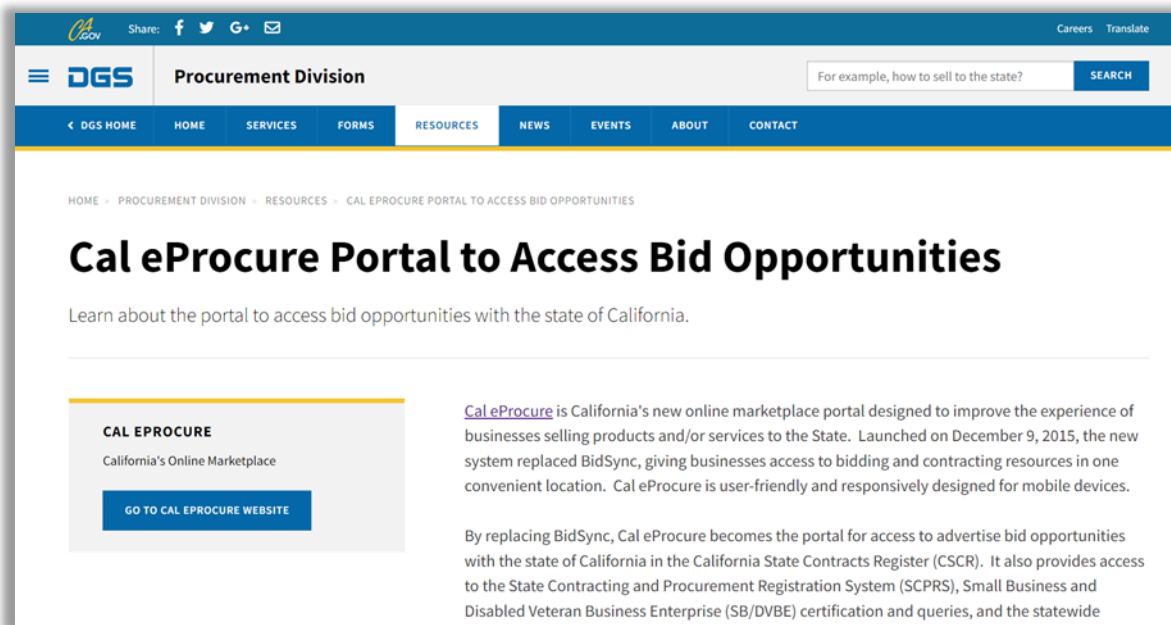 CA.GOV Share: G+ Careers Translate
DGS Procurement Division For example, how to sell to the state? SEARCH
< DGS HOME HOME SERVICES FORMS RESOURCES NEWS EVENTS ABOUT CONTACT
HOME » PROCUREMENT DIVISION » RESOURCES » CAL EPROCURE PORTAL TO ACCESS BID OPPORTUNITIES
Cal eProcure Portal to Access Bid Opportunities
Learn about the portal to access bid opportunities with the state of California.
CAL EPROCURE
California's Online Marketplace
GO TO CAL EPROCURE WEBSITE
Cal eProcure is California's new online marketplace portal designed to improve the experience of
businesses selling products and/or services to the State. Launched on December 9, 2015, the new
system replaced BidSync, giving businesses access to bidding and contracting resources in one
convenient location. Cal eProcure is user-friendly and responsively designed for mobile devices.
By replacing BidSync, Cal eProcure becomes the portal for access to advertise bid opportunities
with the state of California in the California State Contracts Register (CSCR). It also provides access
to the State Contracting and Procurement Registration System (SCPRS), Small Business and
Disabled Veteran Business Enterprise (SB/DVBE) certification and queries, and the statewide